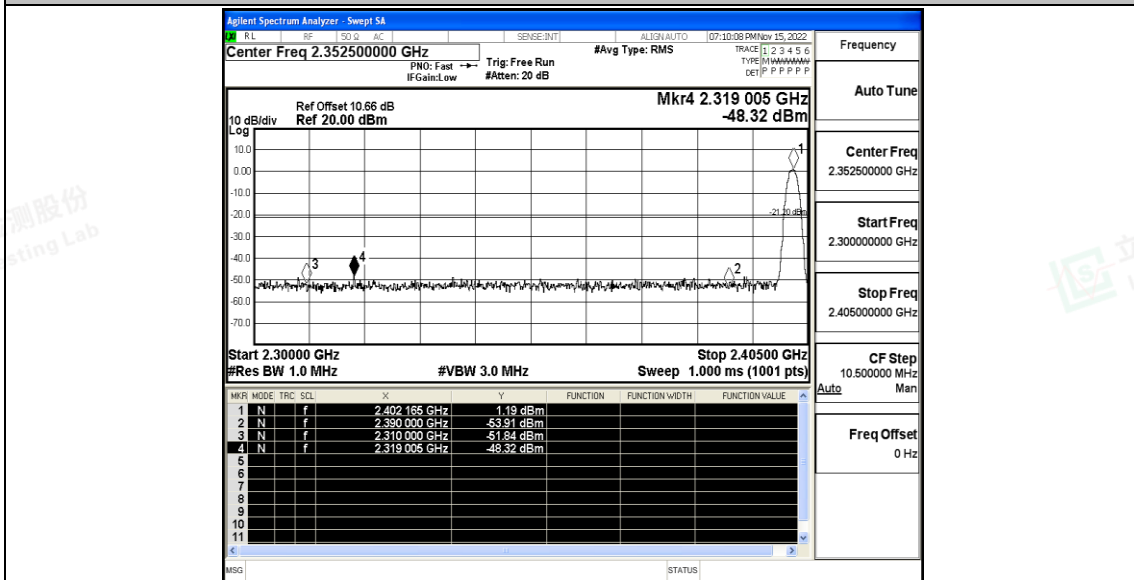 Agilent Spectrum Analyzer - Swept SA
RL RF 50 Ω AC SENSE:INT ALIGN AUTO 07:10:08 PM Nov 15, 2022
Center Freq 2.352500000 GHz
#Avg Type: RMS
TRACE 1 2 3 4 5 6
TYPE MWWWWW
DET P P P P P P
PNO: Fast
IFGain:Low
Trig: Free Run
#Atten: 20 dB
Ref Offset 10.66 dB
Ref 20.00 dBm
Mkr4 2.319 005 GHz
-48.32 dBm
10 dB/div
Log
10.0
0.00
-10.0
-20.0
-30.0
-40.0
-50.0
-60.0
-70.0
1
-21.20 dBm
3
4
2
Start 2.30000 GHz
Stop 2.40500 GHz
#Res BW 1.0 MHz
#VBW 3.0 MHz
Sweep 1.000 ms (1001 pts)
MKR MODE TRC SCL X Y FUNCTION FUNCTION WIDTH FUNCTION VALUE
1 N f 2.402 165 GHz 1.19 dBm
2 N f 2.390 000 GHz -53.91 dBm
3 N f 2.310 000 GHz -51.84 dBm
4 N f 2.319 005 GHz -48.32 dBm
5
6
7
8
9
10
11
MSG
STATUS
Frequency
Auto Tune
Center Freq
2.352500000 GHz
Start Freq
2.300000000 GHz
Stop Freq
2.405000000 GHz
CF Step
10.500000 MHz
Auto Man
Freq Offset
0 Hz
测股份
sting Lab
立